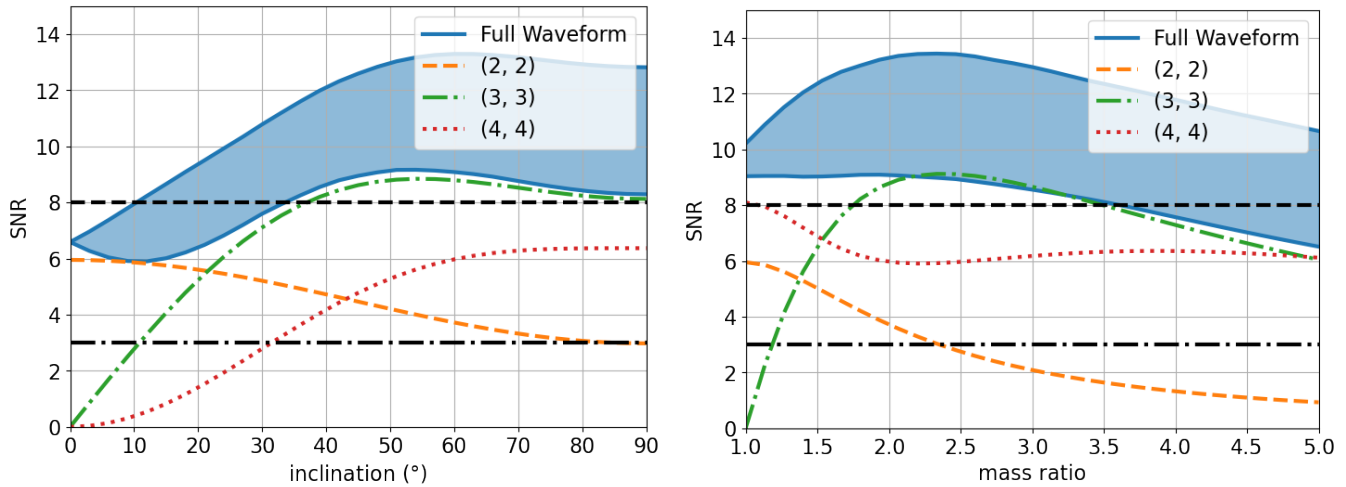 14
12
10
8
6
4
2
0
SNR
0 10 20 30 40 50 60 70 80 90
inclination (°)
Full Waveform
(2, 2)
(3, 3)
(4, 4)
14
12
10
8
6
4
2
0
SNR
1.0 1.5 2.0 2.5 3.0 3.5 4.0 4.5 5.0
mass ratio
Full Waveform
(2, 2)
(3, 3)
(4, 4)